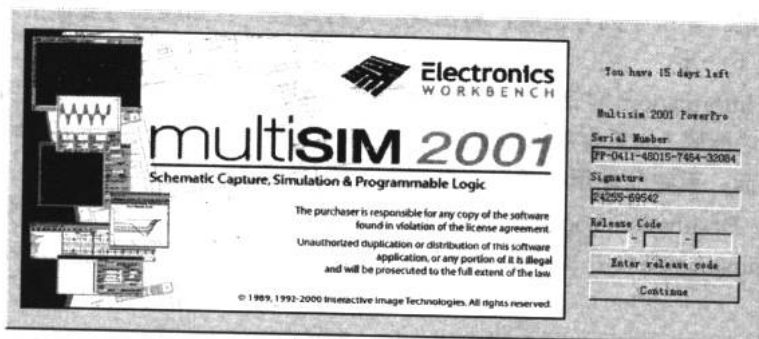 Electronics
WORKBENCH
multiSIM 2001
Schematic Capture, Simulation & Programmable Logic
The purchaser is responsible for any copy of the software
found in violation of the license agreement.
Unauthorized duplication or distribution of this software
application, or any portion of it is illegal
and will be prosecuted to the full extent of the law
© 1989, 1992-2000 Interactive Image Technologies. All rights reserved.
You have 15 days left
Multisim 2001 PowerPro
Serial Number
PP-0411-48015-7464-32084
Signature
24255-69542
Release Code
- -
Enter release code
Continue